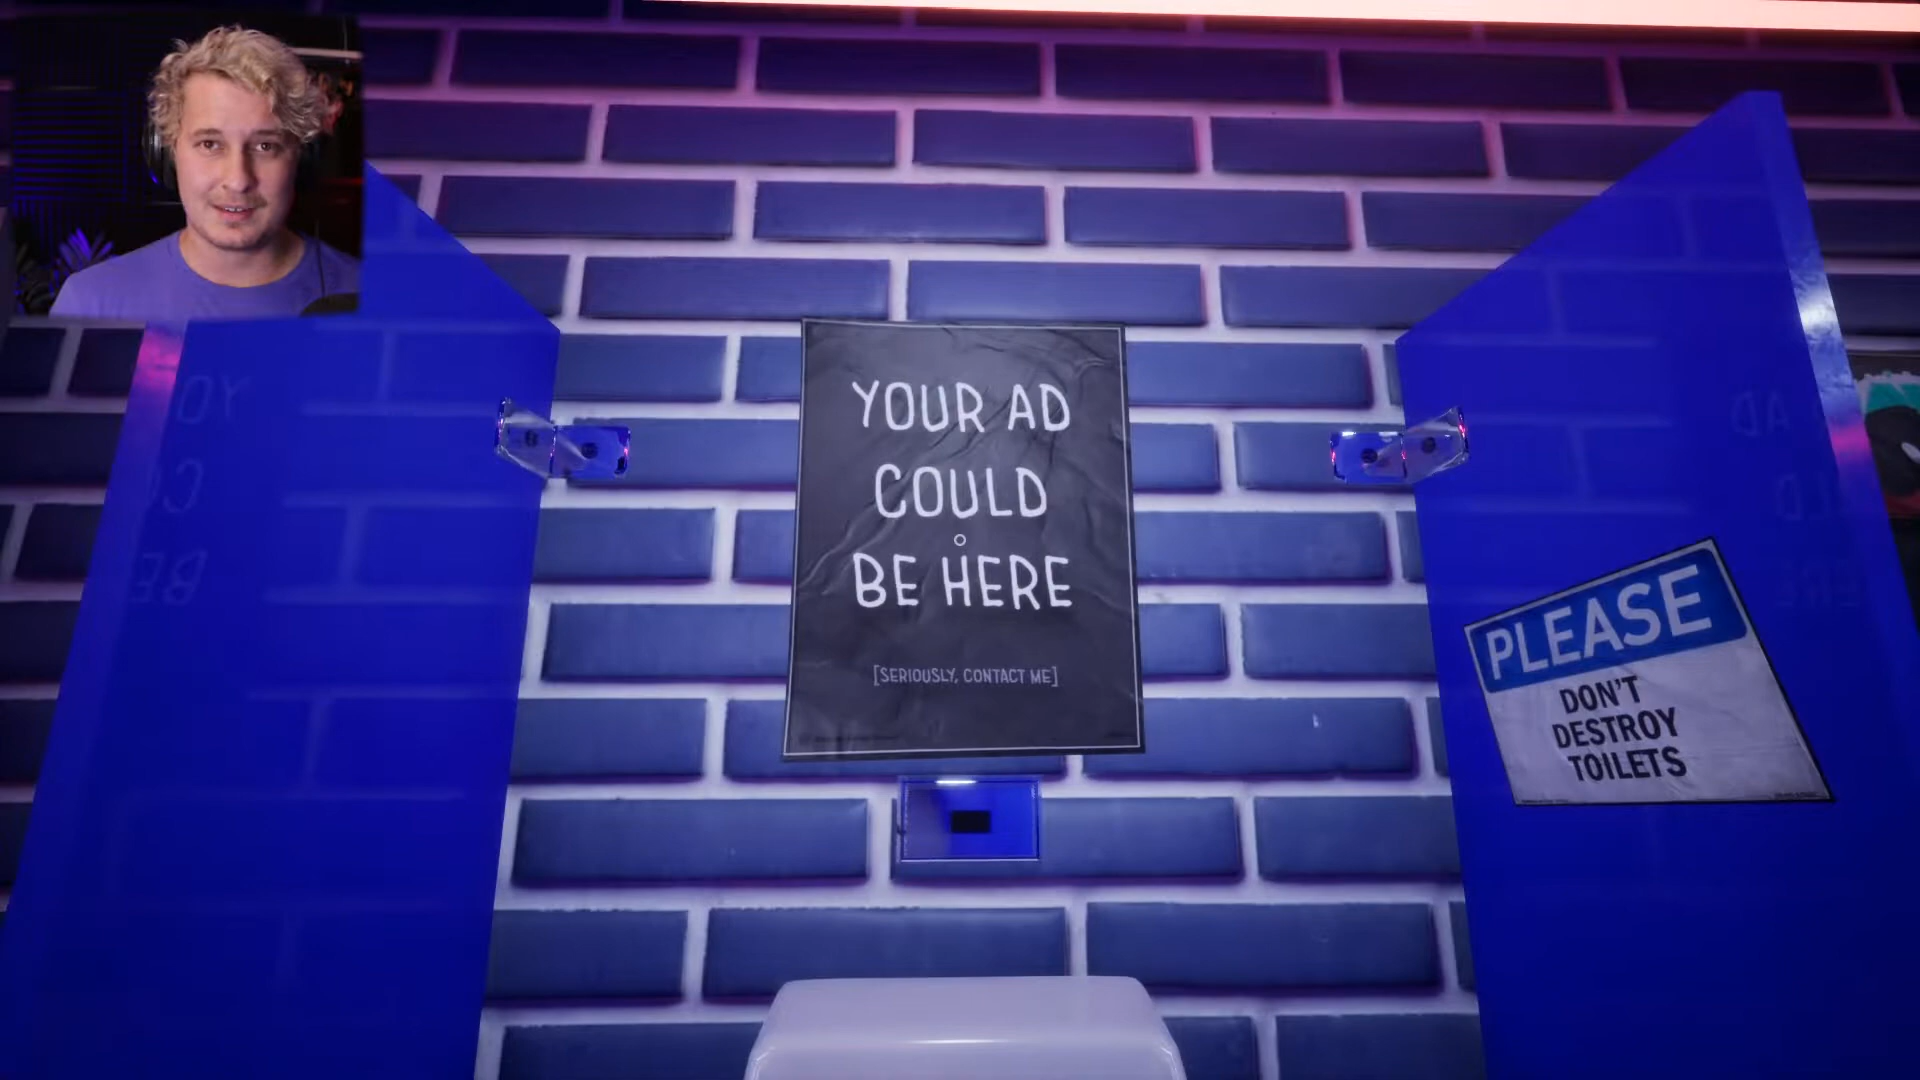 YOUR AD
COULD
BE HERE
[SERIOUSLY, CONTACT ME]
PLEASE
DON'T
DESTROY
TOILETS